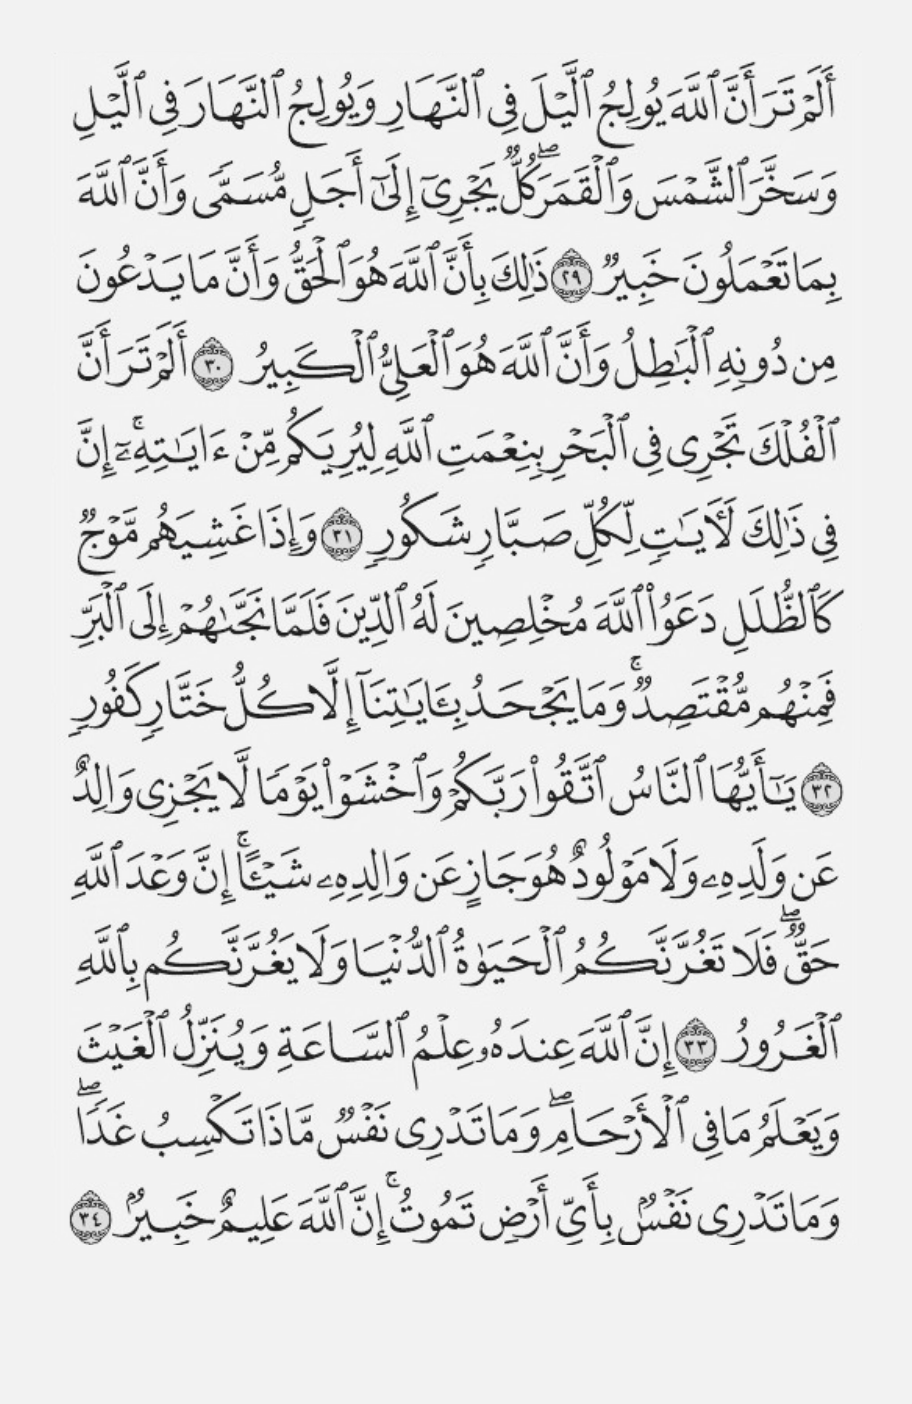 أَلَمۡ تَرَ أَنَّ ٱللَّهَ يُولِجُ ٱلَّيۡلَ فِي ٱلنَّهَارِ وَيُولِجُ ٱلنَّهَارَ فِي ٱلَّيۡلِ
وَسَخَّرَ ٱلشَّمۡسَ وَٱلۡقَمَرَۖ كُلّٞ يَجۡرِيٓ إِلَىٰٓ أَجَلٖ مُّسَمّٗى وَأَنَّ ٱللَّهَ
بِمَا تَعۡمَلُونَ خَبِيرٞ ٢٩ ذَٰلِكَ بِأَنَّ ٱللَّهَ هُوَ ٱلۡحَقُّ وَأَنَّ مَا يَدۡعُونَ
مِن دُونِهِ ٱلۡبَٰطِلُ وَأَنَّ ٱللَّهَ هُوَ ٱلۡعَلِيُّ ٱلۡكَبِيرُ ٣٠ أَلَمۡ تَرَ أَنَّ
ٱلۡفُلۡكَ تَجۡرِي فِي ٱلۡبَحۡرِ بِنِعۡمَتِ ٱللَّهِ لِيُرِيَكُم مِّنۡ ءَايَٰتِهِۦٓۚ إِنَّ
فِي ذَٰلِكَ لَأٓيَٰتٖ لِّكُلِّ صَبَّارٖ شَكُورٖ ٣١ وَإِذَا غَشِيَهُم مَّوۡجٞ
كَٱلظُّلَلِ دَعَوُاْ ٱللَّهَ مُخۡلِصِينَ لَهُ ٱلدِّينَ فَلَمَّا نَجَّىٰهُمۡ إِلَى ٱلۡبَرِّ
فَمِنۡهُم مُّقۡتَصِدٞۚ وَمَا يَجۡحَدُ بِـَٔايَٰتِنَآ إِلَّا كُلُّ خَتَّارٖ كَفُورٖ
٣٢ يَٰٓأَيُّهَا ٱلنَّاسُ ٱتَّقُواْ رَبَّكُمۡ وَٱخۡشَوۡاْ يَوۡمٗا لَّا يَجۡزِي وَالِدٌ
عَن وَلَدِهِۦ وَلَا مَوۡلُودٌ هُوَ جَازٍ عَن وَالِدِهِۦ شَيۡـًٔاۚ إِنَّ وَعۡدَ ٱللَّهِ
حَقّٞۖ فَلَا تَغُرَّنَّكُمُ ٱلۡحَيَوٰةُ ٱلدُّنۡيَا وَلَا يَغُرَّنَّكُم بِٱللَّهِ
ٱلۡغَرُورُ ٣٣ إِنَّ ٱللَّهَ عِندَهُۥ عِلۡمُ ٱلسَّاعَةِ وَيُنَزِّلُ ٱلۡغَيۡثَ
وَيَعۡلَمُ مَا فِي ٱلۡأَرۡحَامِۖ وَمَا تَدۡرِي نَفۡسٞ مَّاذَا تَكۡسِبُ غَدٗاۖ
وَمَا تَدۡرِي نَفۡسُۢ بِأَيِّ أَرۡضٖ تَمُوتُۚ إِنَّ ٱللَّهَ عَلِيمٌ خَبِيرُۢ ٣٤